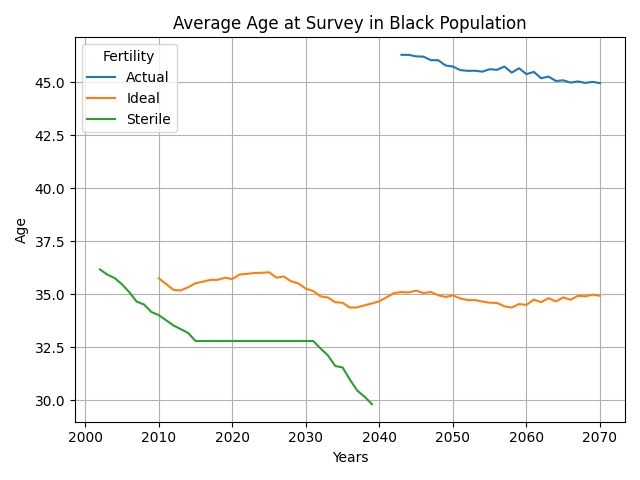 Average Age at Survey in Black Population
Fertility
Actual
Ideal
Sterile
Age
45.0
42.5
40.0
37.5
35.0
32.5
30.0
2000 2010 2020 2030 2040 2050 2060 2070
Years